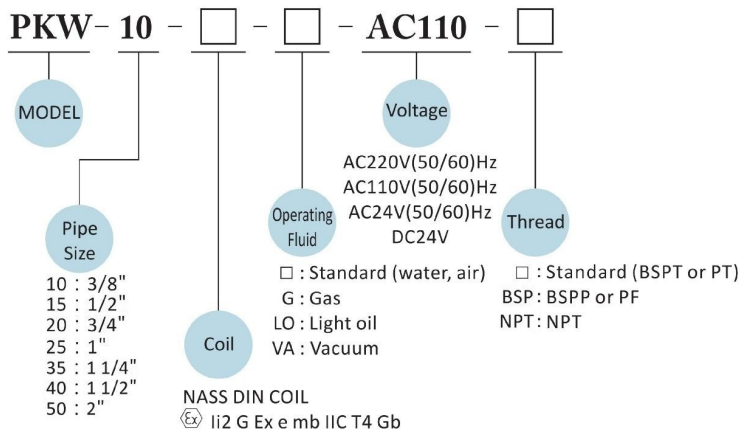 PKW - 10 - □ - □ - AC110 - □
MODEL
Pipe
Size
10 : 3/8"
15 : 1/2"
20 : 3/4"
25 : 1"
35 : 1 1/4"
40 : 1 1/2"
50 : 2"
Coil
NASS DIN COIL
Ex Ii2 G Ex e mb IIC T4 Gb
Operating
Fluid
□ : Standard (water, air)
G : Gas
LO : Light oil
VA : Vacuum
Voltage
AC220V(50/60)Hz
AC110V(50/60)Hz
AC24V(50/60)Hz
DC24V
Thread
□ : Standard (BSPT or PT)
BSP : BSPP or PF
NPT : NPT